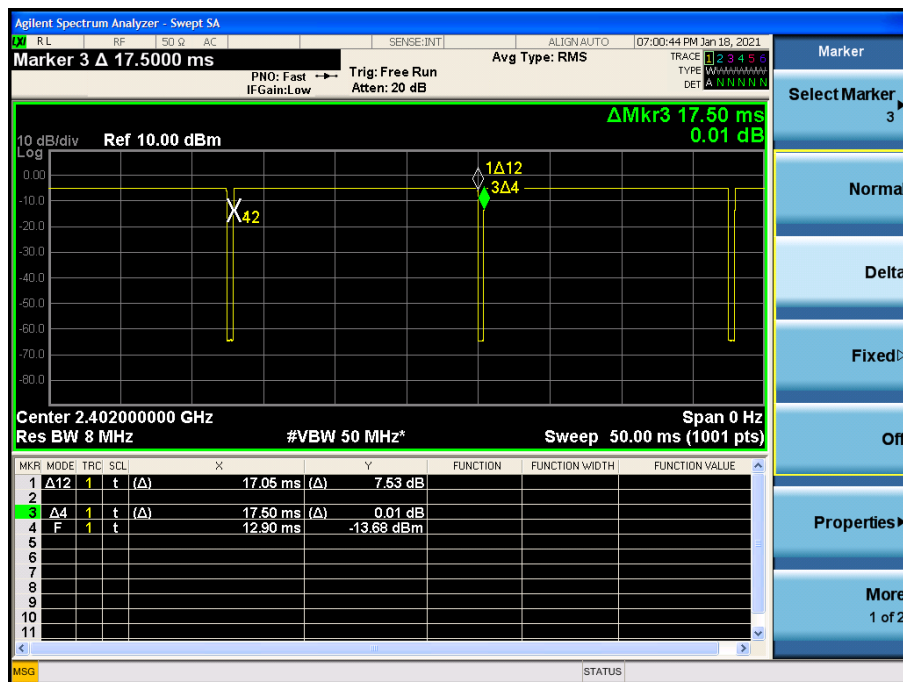 Agilent Spectrum Analyzer - Swept SA
LXI RL RF 50 Ω AC SENSE:INT ALIGN AUTO 07:00:44 PM Jan 18, 2021
Marker 3 Δ 17.5000 ms
PNO: Fast
IFGain:Low
Trig: Free Run
Atten: 20 dB
Avg Type: RMS
TRACE 1 2 3 4 5 6
TYPE WWWWWW
DET A N N N N N
ΔMkr3 17.50 ms
0.01 dB
10 dB/div Ref 10.00 dBm
Log
0.00
-10.0
-20.0
-30.0
-40.0
-50.0
-60.0
-70.0
-80.0
1Δ12
3Δ4
42
Center 2.402000000 GHz Span 0 Hz
Res BW 8 MHz #VBW 50 MHz* Sweep 50.00 ms (1001 pts)
MKR MODE TRC SCL X Y FUNCTION FUNCTION WIDTH FUNCTION VALUE
1 Δ12 1 t (Δ) 17.05 ms (Δ) 7.53 dB
2
3 Δ4 1 t (Δ) 17.50 ms (Δ) 0.01 dB
4 F 1 t 12.90 ms -13.68 dBm
5
6
7
8
9
10
11
MSG STATUS
Marker
Select Marker
3
Norma
Delta
Fixed
Off
Properties
More
1 of 2